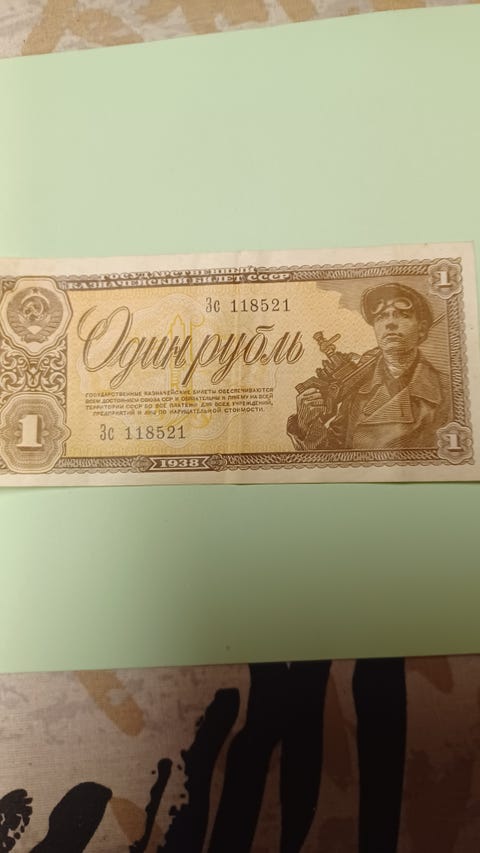 ГОСУДАРСТВЕННЫЙ
КАЗНАЧЕЙСКИЙ БИЛЕТ СССР
1
Зс 118521
Один рубль
ГОСУДАРСТВЕННЫЕ КАЗНАЧЕЙСКИЕ БИЛЕТЫ ОБЕСПЕЧИВАЮТСЯ
ВСЕМ ДОСТОЯНИЕМ СОЮЗА ССР И ОБЯЗАТЕЛЬНЫ К ПРИЕМУ НА ВСЕЙ
ТЕРРИТОРИИ СССР ВО ВСЕ ПЛАТЕЖИ ДЛЯ ВСЕХ УЧРЕЖДЕНИЙ,
ПРЕДПРИЯТИЙ И ЛИЦ ПО НАРИЦАТЕЛЬНОЙ СТОИМОСТИ.
1
Зс 118521
1
1938